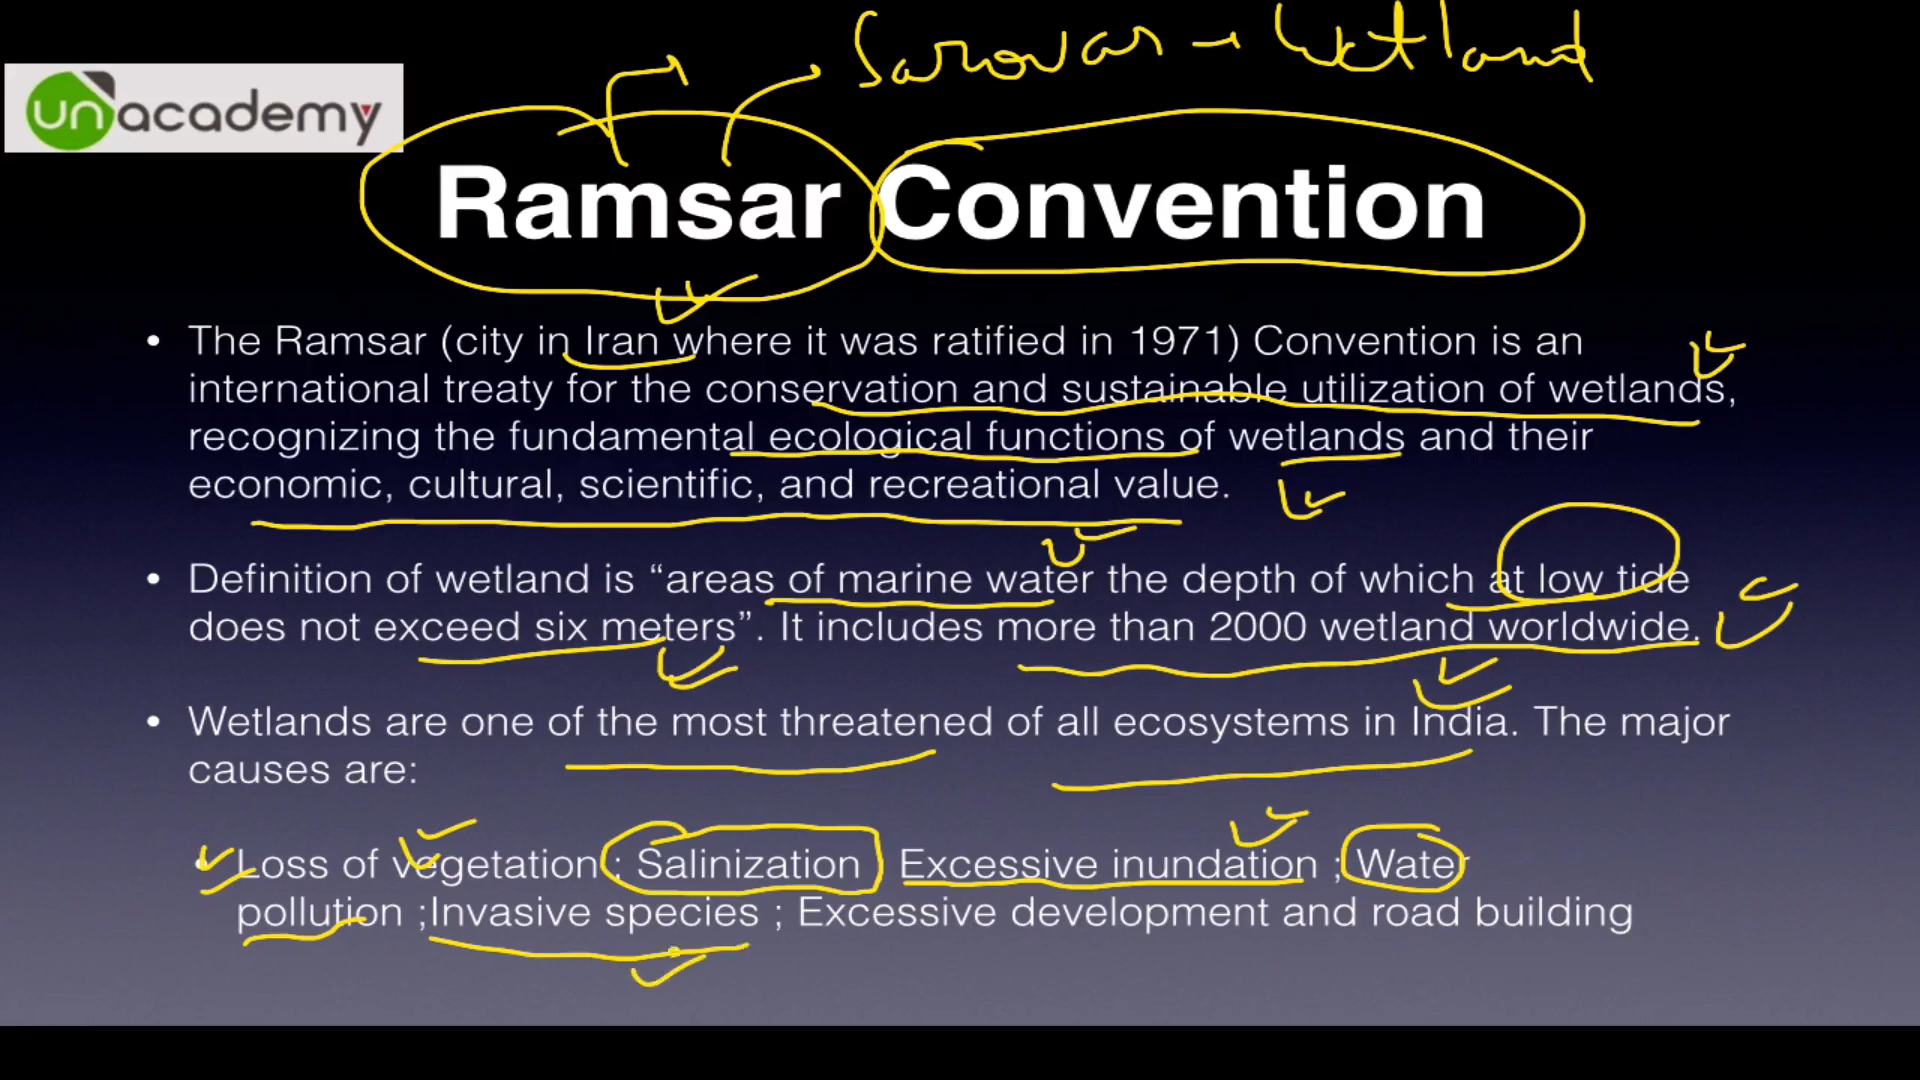 Sarovar → Wetland
unacademy
Ramsar Convention
• The Ramsar (city in Iran where it was ratified in 1971) Convention is an
international treaty for the conservation and sustainable utilization of wetlands,
recognizing the fundamental ecological functions of wetlands and their
economic, cultural, scientific, and recreational value.
• Definition of wetland is “areas of marine water the depth of which at low tide
does not exceed six meters”. It includes more than 2000 wetland worldwide.
• Wetlands are one of the most threatened of all ecosystems in India. The major
causes are:
• Loss of vegetation ; Salinization ; Excessive inundation ; Water
pollution ;Invasive species ; Excessive development and road building